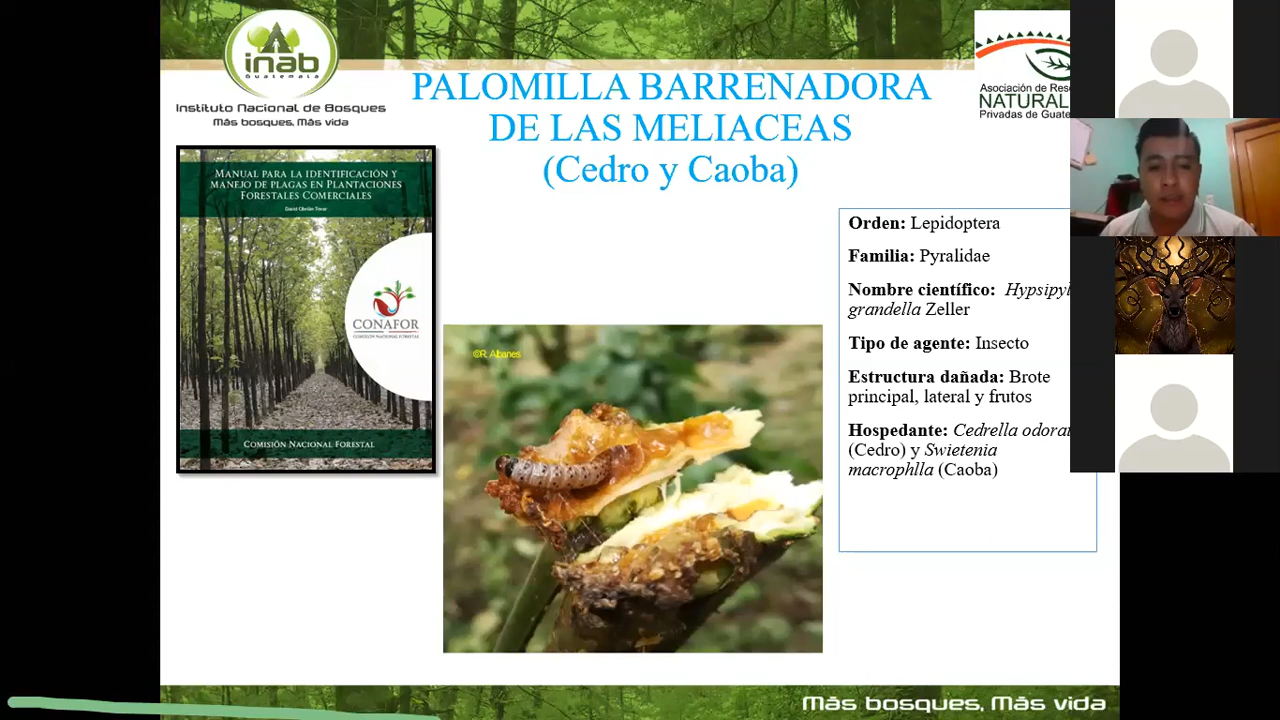 inab
Guatemala
Instituto Nacional de Bosques
Más bosques, Más vida
PALOMILLA BARRENADORA
DE LAS MELIACEAS
(Cedro y Caoba)
Asociación de Rese
NATURAL
Privadas de Guate
MANUAL PARA LA IDENTIFICACIÓN Y
MANEJO DE PLAGAS EN PLANTACIONES
FORESTALES COMERCIALES
David Cibrián Tovar
CONAFOR
COMISIÓN NACIONAL FORESTAL
COMISIÓN NACIONAL FORESTAL
©R. Albanes
Orden: Lepidoptera
Familia: Pyralidae
Nombre científico: Hypsipyl
grandella Zeller
Tipo de agente: Insecto
Estructura dañada: Brote
principal, lateral y frutos
Hospedante: Cedrella odorat
(Cedro) y Swietenia
macrophlla (Caoba)
Más bosques, Más vida